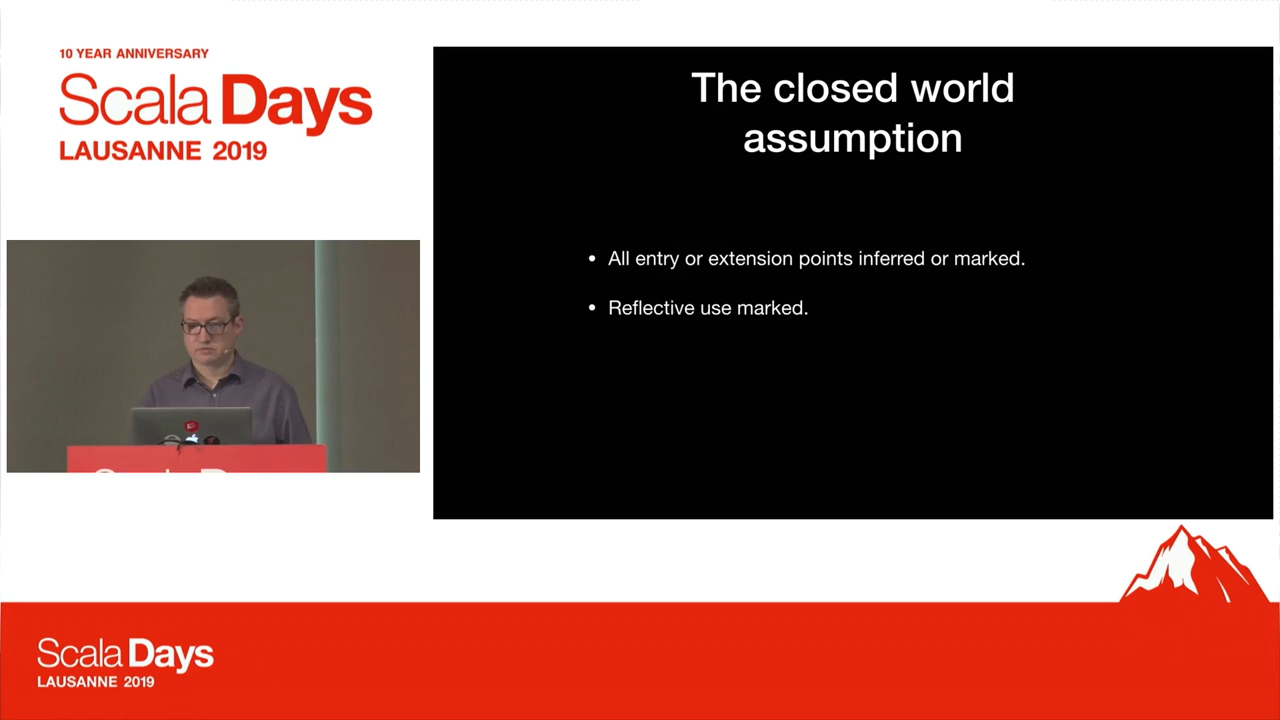 10 YEAR ANNIVERSARY
Scala Days
LAUSANNE 2019
The closed world
assumption
• All entry or extension points inferred or marked.
• Reflective use marked.
Scala Days
LAUSANNE 2019